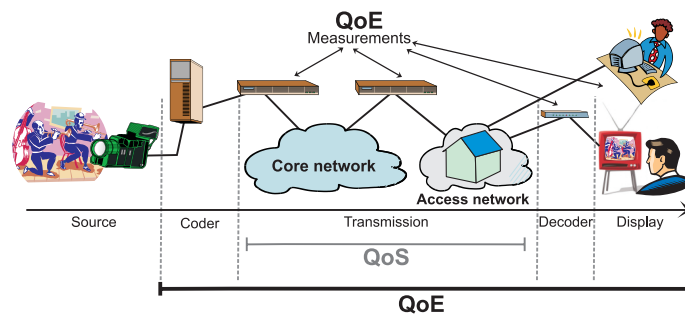 QoE
Measurements
Core network
Access network
Source
Coder
Transmission
Decoder
Display
QoS
QoE